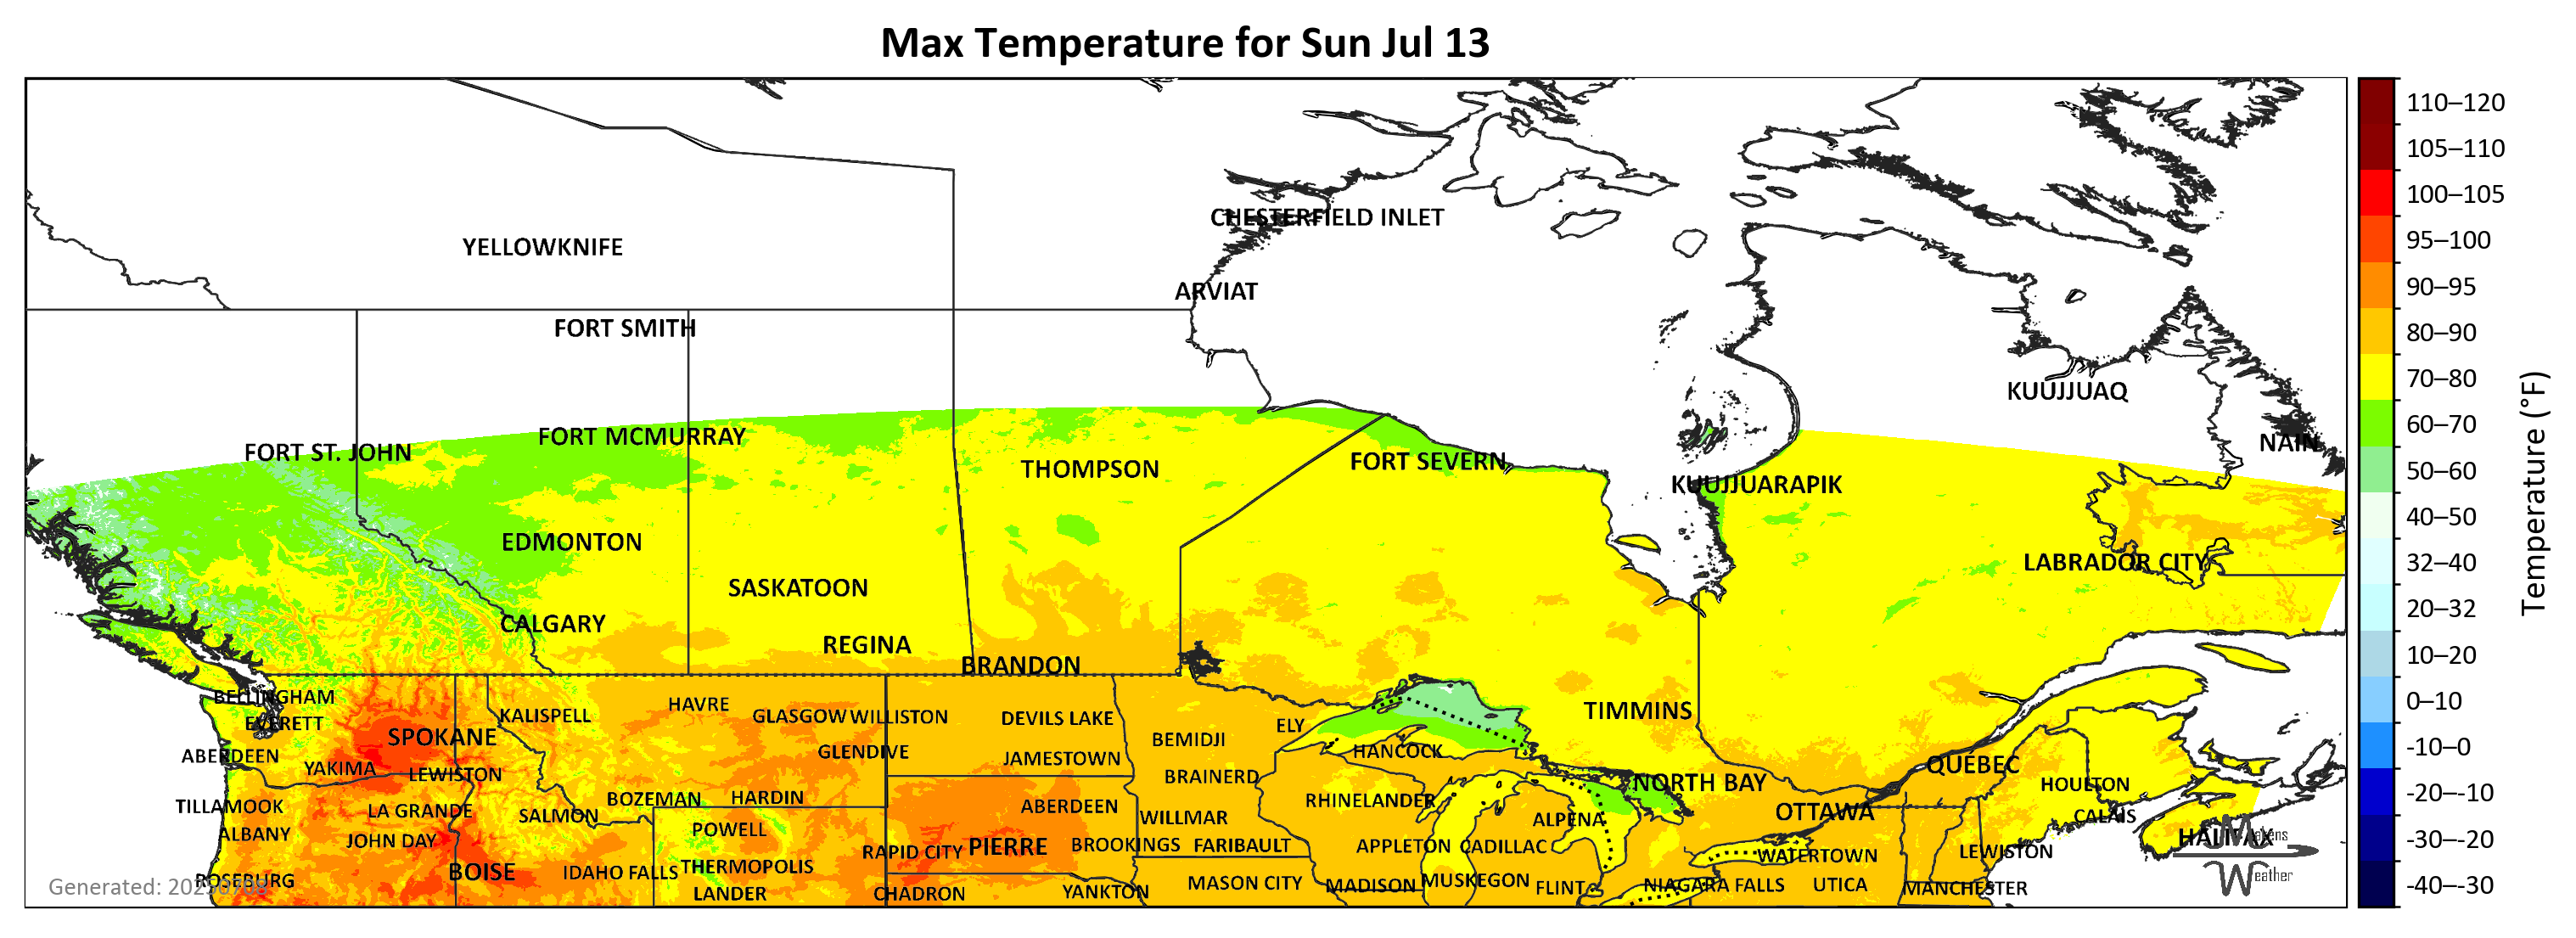 Max Temperature for Sun Jul 13
110–120
105–110
100–105
95–100
90–95
80–90
70–80
60–70
50–60
40–50
32–40
20–32
10–20
0–10
-10–0
-20–-10
-30–-20
-40–-30
Temperature (°F)
CHESTERFIELD INLET
YELLOWKNIFE
ARVIAT
FORT SMITH
KUUJJUAQ
FORT MCMURRAY
NAIN
FORT ST. JOHN
FORT SEVERN
THOMPSON
KUUJJUARAPIK
EDMONTON
LABRADOR CITY
SASKATOON
CALGARY
REGINA
BRANDON
BELLINGHAM
HAVRE
TIMMINS
KALISPELL
GLASGOW
WILLISTON
DEVILS LAKE
EVERETT
ELY
SPOKANE
BEMIDJI
ABERDEEN
GLENDIVE
HANCOCK
JAMESTOWN
QUÉBEC
YAKIMA
LEWISTON
BRAINERD
NORTH BAY
HOULTON
BOZEMAN
HARDIN
RHINELANDER
TILLAMOOK
LA GRANDE
ABERDEEN
OTTAWA
SALMON
WILLMAR
ALPENA
CALAIS
ALBANY
POWELL
JOHN DAY
HALIFAX
RAPID CITY
PIERRE
BROOKINGS
FARIBAULT
APPLETON
CADILLAC
WATERTOWN
LEWISTON
BOISE
IDAHO FALLS
THERMOPOLIS
ROSEBURG
MASON CITY
MADISON
MUSKEGON
FLINT
NIAGARA FALLS
UTICA
MANCHESTER
LANDER
CHADRON
YANKTON
Makens
Weather